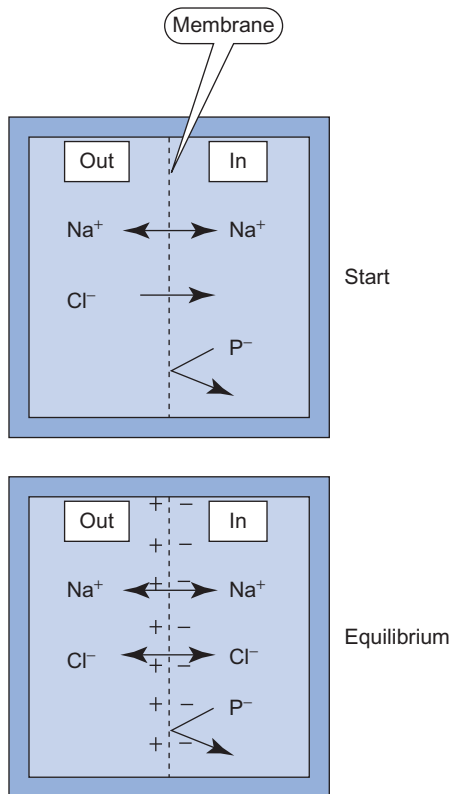 Membrane
Out In
Na⁺ Na⁺
Cl⁻
P⁻
Start
Out In
+ −
+ −
Na⁺ + − Na⁺
+ −
Cl⁻ Cl⁻
+ −
+ − P⁻
+ −
Equilibrium